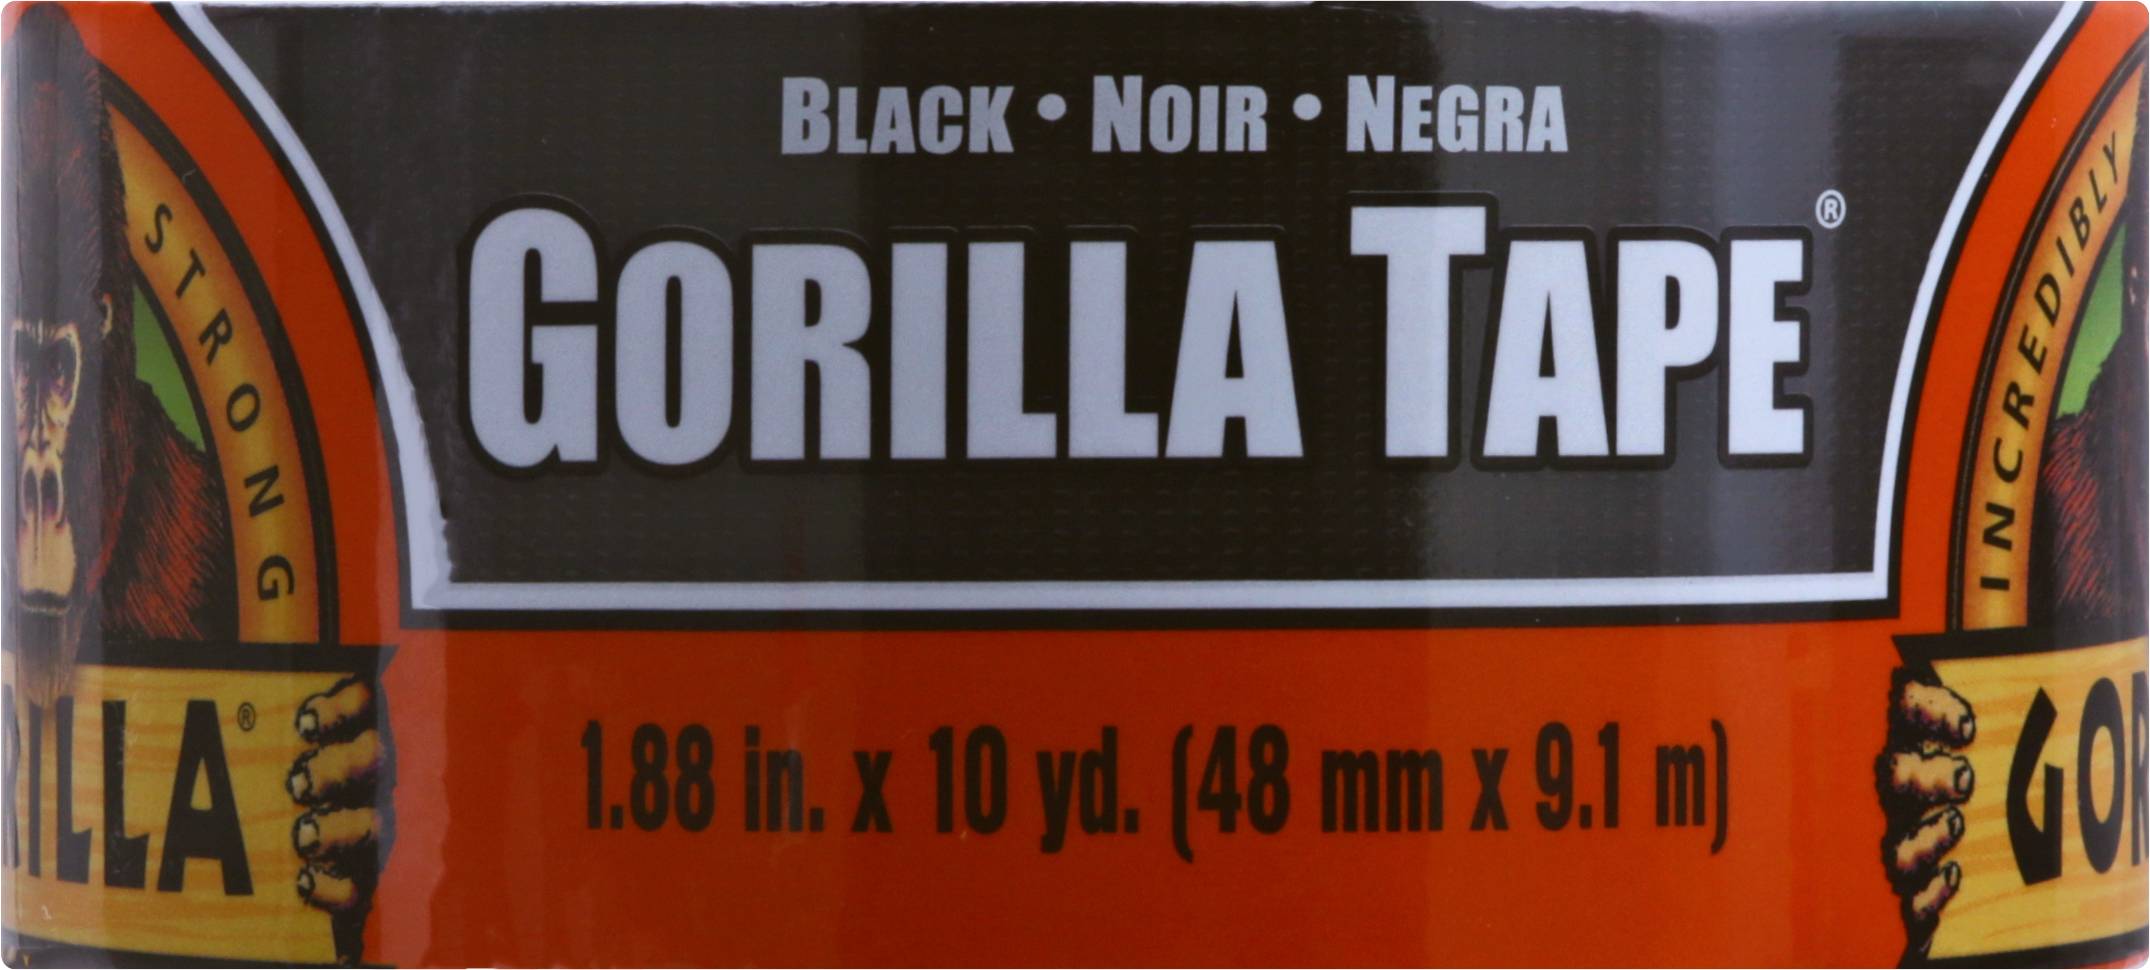 BLACK • NOIR • NEGRA
GORILLA TAPE®
1.88 in. x 10 yd. (48 mm x 9.1 m)
STRONG
RILLA®
INCREDIBLY
GOR